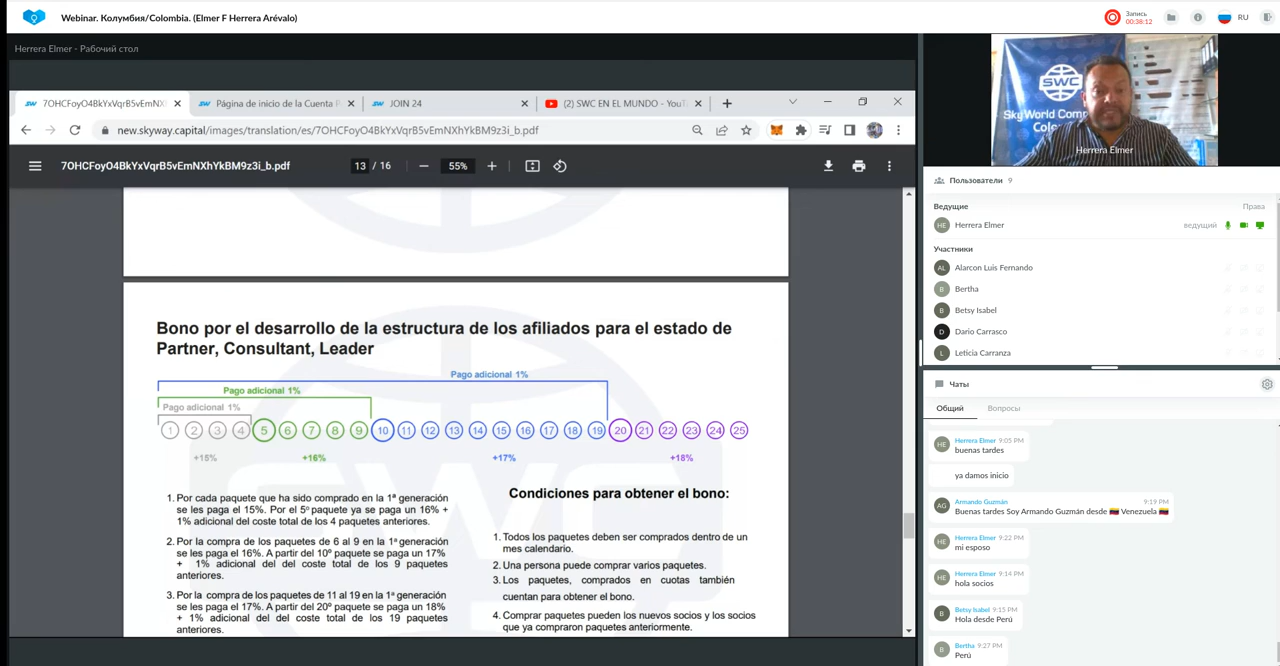 Webinar. Колумбия/Colombia. (Elmer F Herrera Arévalo)
Запись
00:38:12
RU
Herrera Elmer - Рабочий стол
7OHCFoyO4BkYxVqrB5vEmNX
Página de inicio de la Cuenta P
JOIN 24
(2) SWC EN EL MUNDO - YouT
new.skyway.capital/images/translation/es/7OHCFoyO4BkYxVqrB5vEmNXhYkBM9z3i_b.pdf
7OHCFoyO4BkYxVqrB5vEmNXhYkBM9z3i_b.pdf
13 / 16
55%
Bono por el desarrollo de la estructura de los afiliados para el estado de
Partner, Consultant, Leader
Pago adicional 1%
Pago adicional 1%
Pago adicional 1%
1 2 3 4 5 6 7 8 9 10 11 12 13 14 15 16 17 18 19 20 21 22 23 24 25
+15% +16% +17% +18%
1. Por cada paquete que ha sido comprado en la 1ª generación
se les paga el 15%. Por el 5º paquete ya se paga un 16% +
1% adicional del coste total de los 4 paquetes anteriores.
2. Por la compra de los paquetes de 6 al 9 en la 1ª generación
se les paga el 16%. A partir del 10º paquete se paga un 17%
+ 1% adicional del del coste total de los 9 paquetes
anteriores.
3. Por la compra de los paquetes de 11 al 19 en la 1ª generación
se les paga el 17%. A partir del 20º paquete se paga un 18%
+ 1% adicional del del coste total de los 19 paquetes
anteriores.
Condiciones para obtener el bono:
1. Todos los paquetes deben ser comprados dentro de un
mes calendario.
2. Una persona puede comprar varios paquetes.
3. Los paquetes, comprados en cuotas también
cuentan para obtener el bono.
4. Comprar paquetes pueden los nuevos socios y los socios
que ya compraron paquetes anteriormente.
SWC
SkyWorld Com
Cole
Herrera Elmer
Пользователи 9
Ведущие
Права
HE
Herrera Elmer
ведущий
Участники
AL
Alarcon Luis Fernando
B
Bertha
B
Betsy Isabel
D
Dario Carrasco
L
Leticia Carranza
Чаты
Общий
Вопросы
HE
Herrera Elmer 9:05 PM
buenas tardes
ya damos inicio
AG
Armando Guzmán 9:19 PM
Buenas tardes Soy Armando Guzmán desde 🇻🇪 Venezuela 🇻🇪
HE
Herrera Elmer 9:22 PM
mi esposo
HE
Herrera Elmer 9:14 PM
hola socios
B
Betsy Isabel 9:15 PM
Hola desde Perú
B
Bertha 9:27 PM
Perú